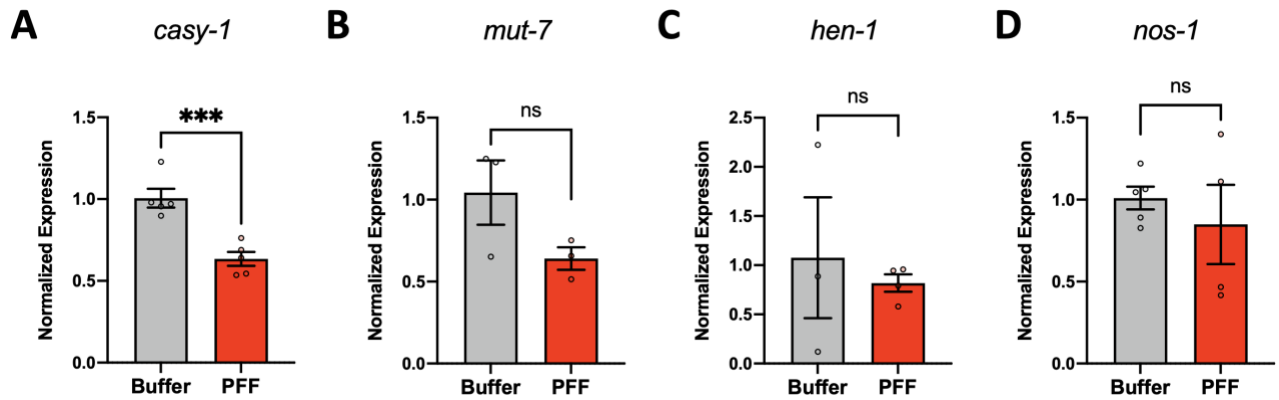 A
casy-1
***
Normalized Expression
1.5
1.0
0.5
0.0
Buffer
PFF
B
mut-7
ns
Normalized Expression
1.5
1.0
0.5
0.0
Buffer
PFF
C
hen-1
ns
Normalized Expression
2.5
2.0
1.5
1.0
0.5
0.0
Buffer
PFF
D
nos-1
ns
Normalized Expression
1.5
1.0
0.5
0.0
Buffer
PFF